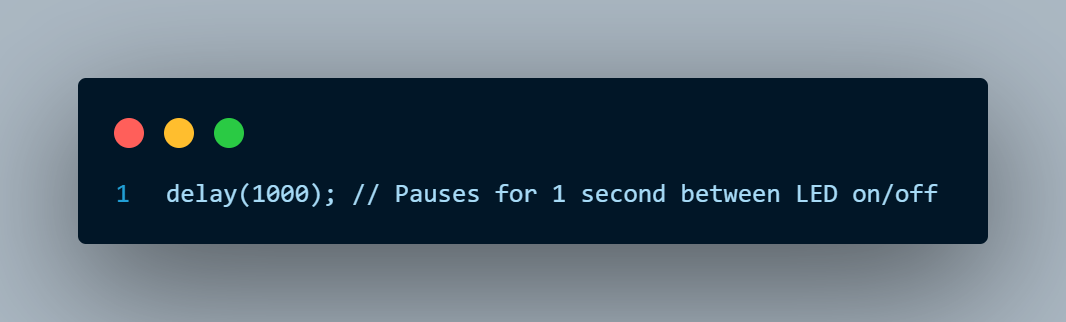 1 delay(1000); // Pauses for 1 second between LED on/off